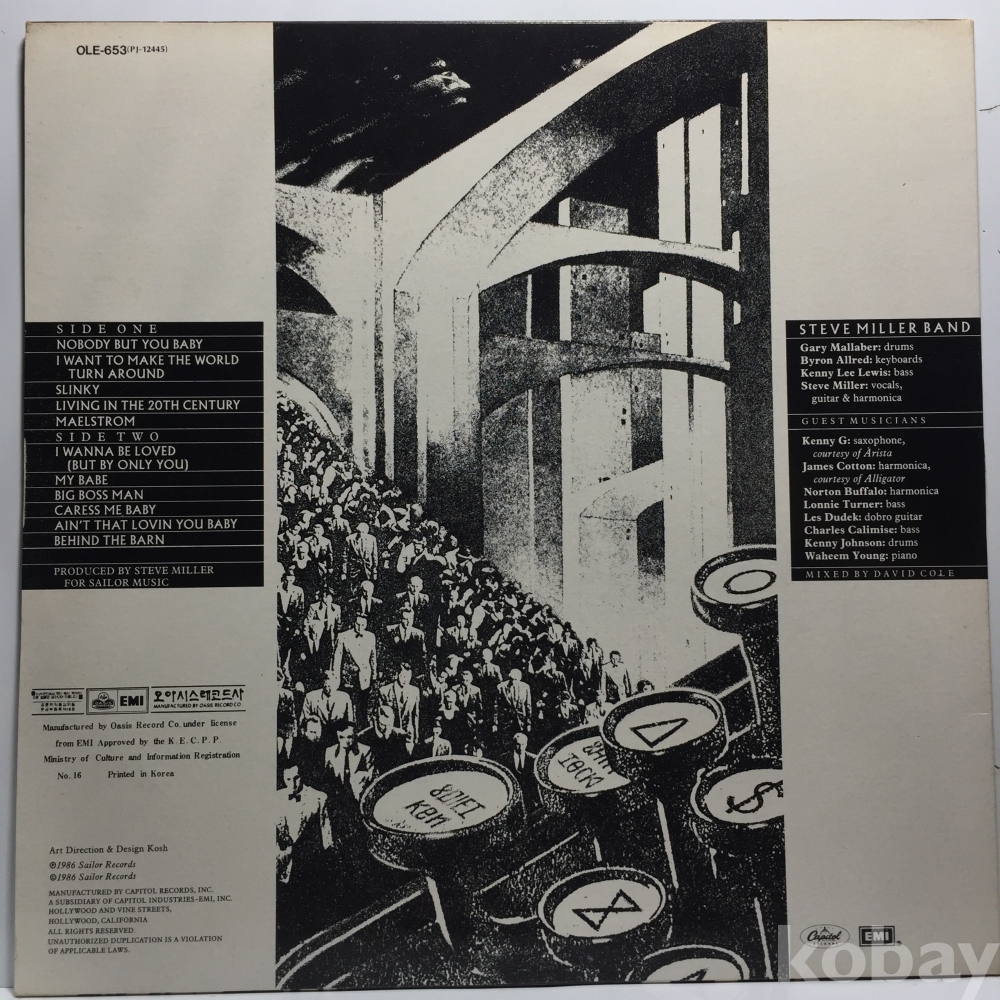 OLE-653(PJ-12445)
SIDE ONE
NOBODY BUT YOU BABY
I WANT TO MAKE THE WORLD
TURN AROUND
SLINKY
LIVING IN THE 20TH CENTURY
MAELSTROM
SIDE TWO
I WANNA BE LOVED
(BUT BY ONLY YOU)
MY BABE
BIG BOSS MAN
CARESS ME BABY
AIN'T THAT LOVIN YOU BABY
BEHIND THE BARN
PRODUCED BY STEVE MILLER
FOR SAILOR MUSIC
EMI
오아시스레코드사
MANUFACTURED BY OASIS RECORD CO.
Manufactured by Oasis Record Co. under license
from EMI Approved by the K.E.C.P.P.
Ministry of Culture and Information Registration
No. 16 Printed in Korea
Art Direction & Design Kosh
℗1986 Sailor Records
©1986 Sailor Records
MANUFACTURED BY CAPITOL RECORDS, INC.
A SUBSIDIARY OF CAPITOL INDUSTRIES-EMI, INC.
HOLLYWOOD AND VINE STREETS,
HOLLYWOOD, CALIFORNIA
ALL RIGHTS RESERVED.
UNAUTHORIZED DUPLICATION IS A VIOLATION
OF APPLICABLE LAWS.
$
STEVE MILLER BAND
Gary Mallaber: drums
Byron Allred: keyboards
Kenny Lee Lewis: bass
Steve Miller: vocals,
guitar & harmonica
GUEST MUSICIANS
Kenny G: saxophone,
courtesy of Arista
James Cotton: harmonica,
courtesy of Alligator
Norton Buffalo: harmonica
Lonnie Turner: bass
Les Dudek: dobro guitar
Charles Calimise: bass
Kenny Johnson: drums
Waheem Young: piano
MIXED BY DAVID COLE
Capitol
EMI
kobay